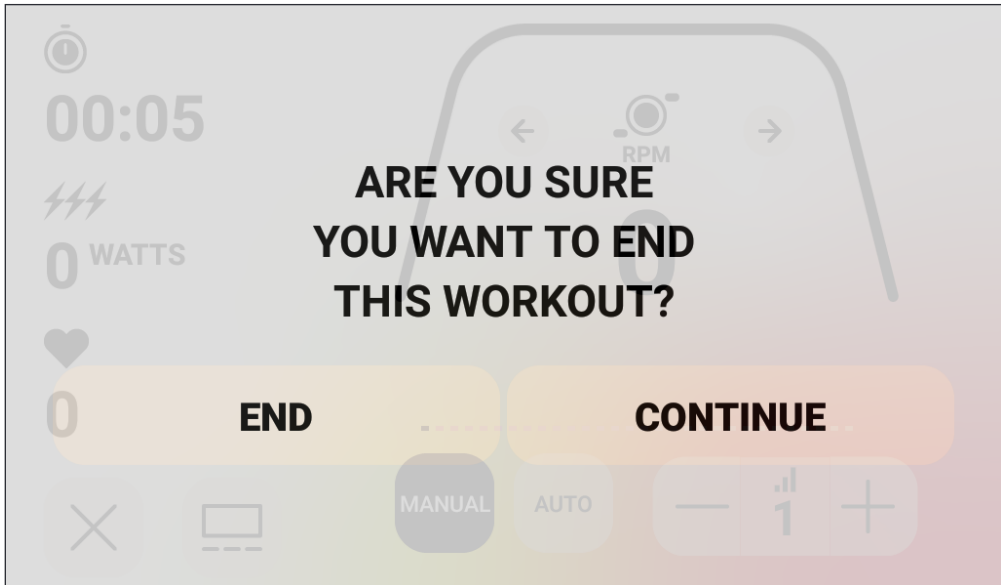 00:05
RPM
ARE YOU SURE
YOU WANT TO END
THIS WORKOUT?
0 WATTS
0
0
END
CONTINUE
MANUAL
AUTO
1